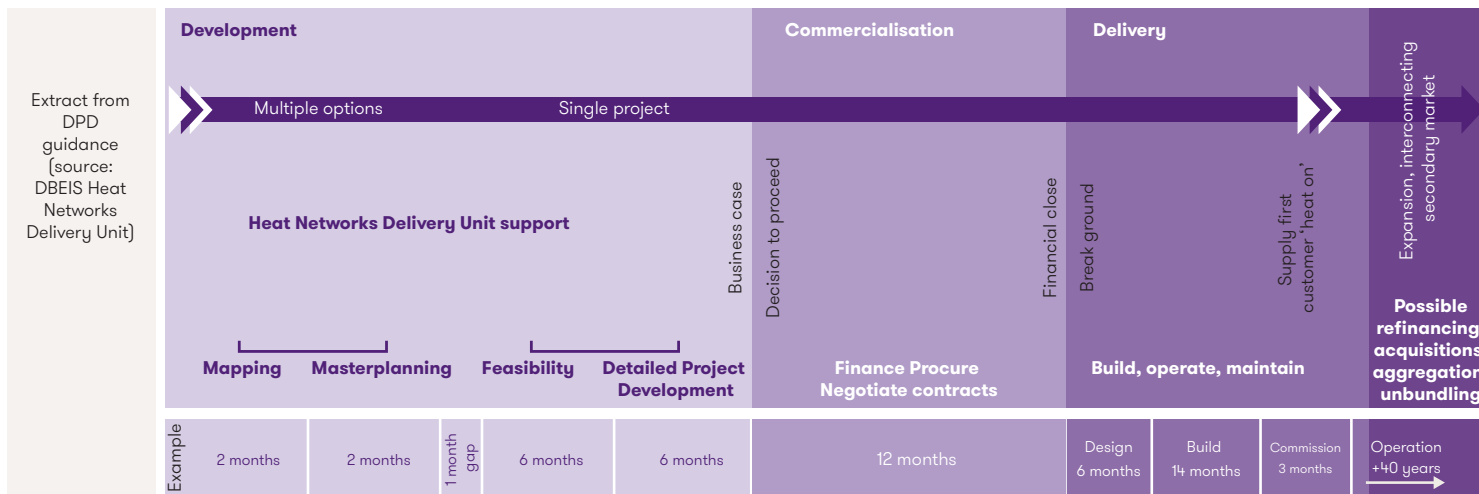 Extract from
DPD
guidance
(source:
DBEIS Heat
Networks
Delivery Unit)
Development
Commercialisation
Delivery
Multiple options
Single project
Heat Networks Delivery Unit support
Business case
Decision to proceed
Financial close
Break ground
Supply first
customer ‘heat on’
Expansion, interconnecting
secondary market
Mapping
Masterplanning
Feasibility
Detailed Project
Development
Finance Procure
Negotiate contracts
Build, operate, maintain
Possible
refinancing
acquisitions
aggregation
unbundling
Example
2 months
2 months
1 month
gap
6 months
6 months
12 months
Design
6 months
Build
14 months
Commission
3 months
Operation
+40 years